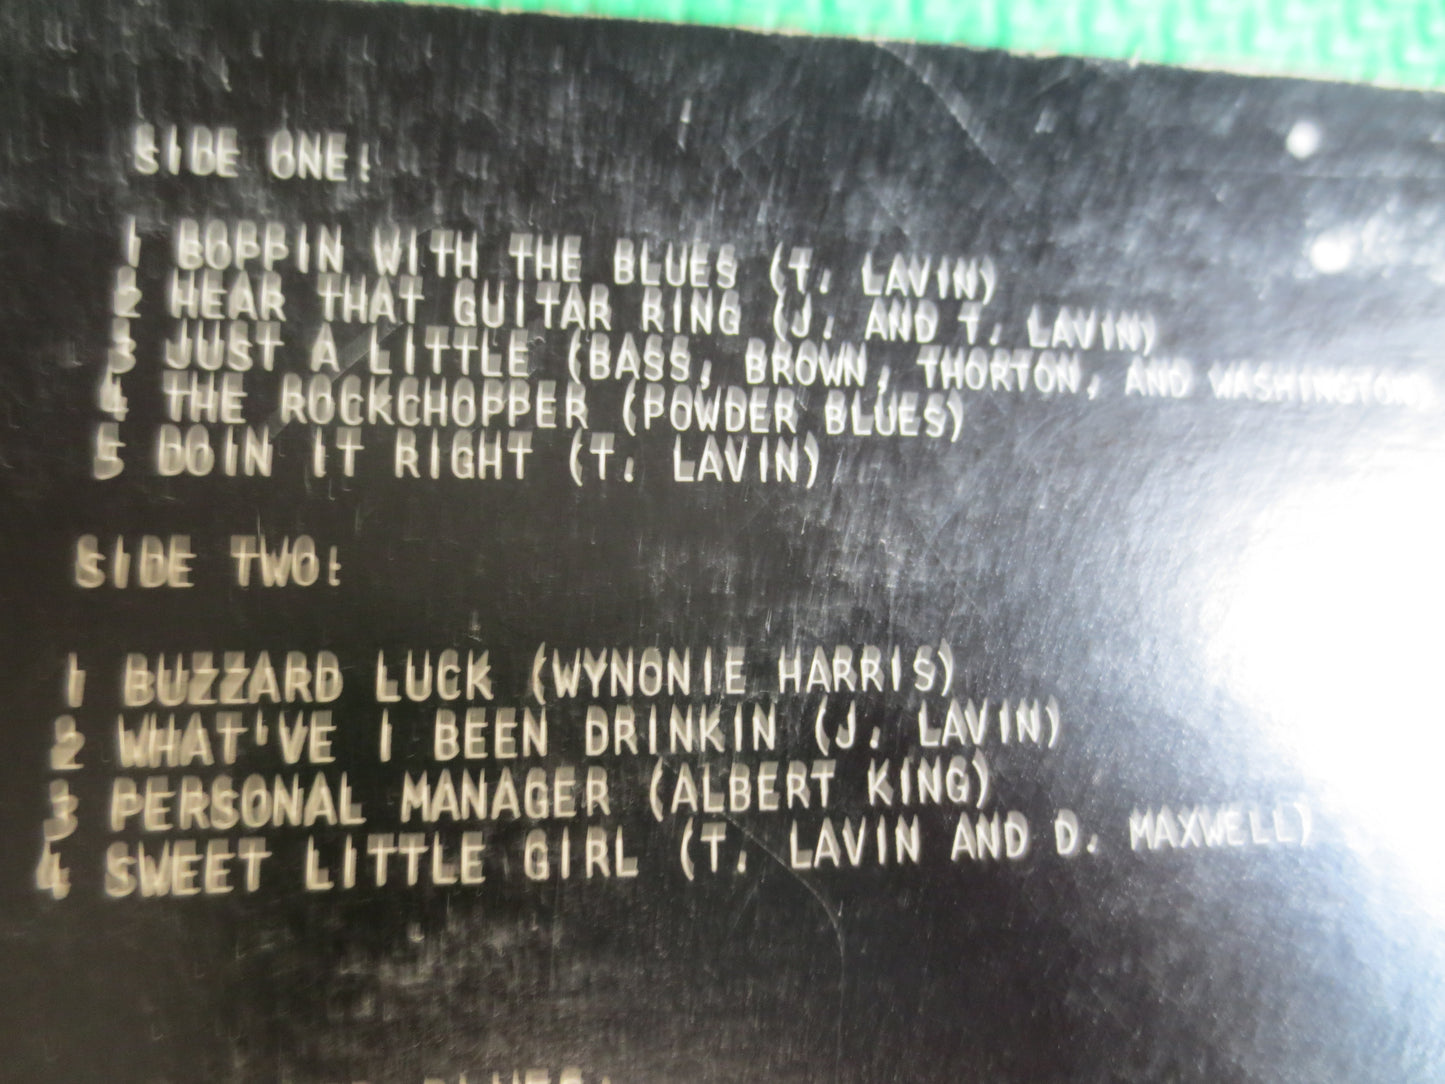 SIDE ONE:
1 BOPPIN WITH THE BLUES (T. LAVIN)
2 HEAR THAT GUITAR RING (J. AND T. LAVIN)
3 JUST A LITTLE (BASS, BROWN, THORTON, AND WASHINGTON)
4 THE ROCKCHOPPER (POWDER BLUES)
5 DOIN IT RIGHT (T. LAVIN)
SIDE TWO:
1 BUZZARD LUCK (WYNONIE HARRIS)
2 WHAT'VE I BEEN DRINKIN (J. LAVIN)
3 PERSONAL MANAGER (ALBERT KING)
4 SWEET LITTLE GIRL (T. LAVIN AND D. MAXWELL)